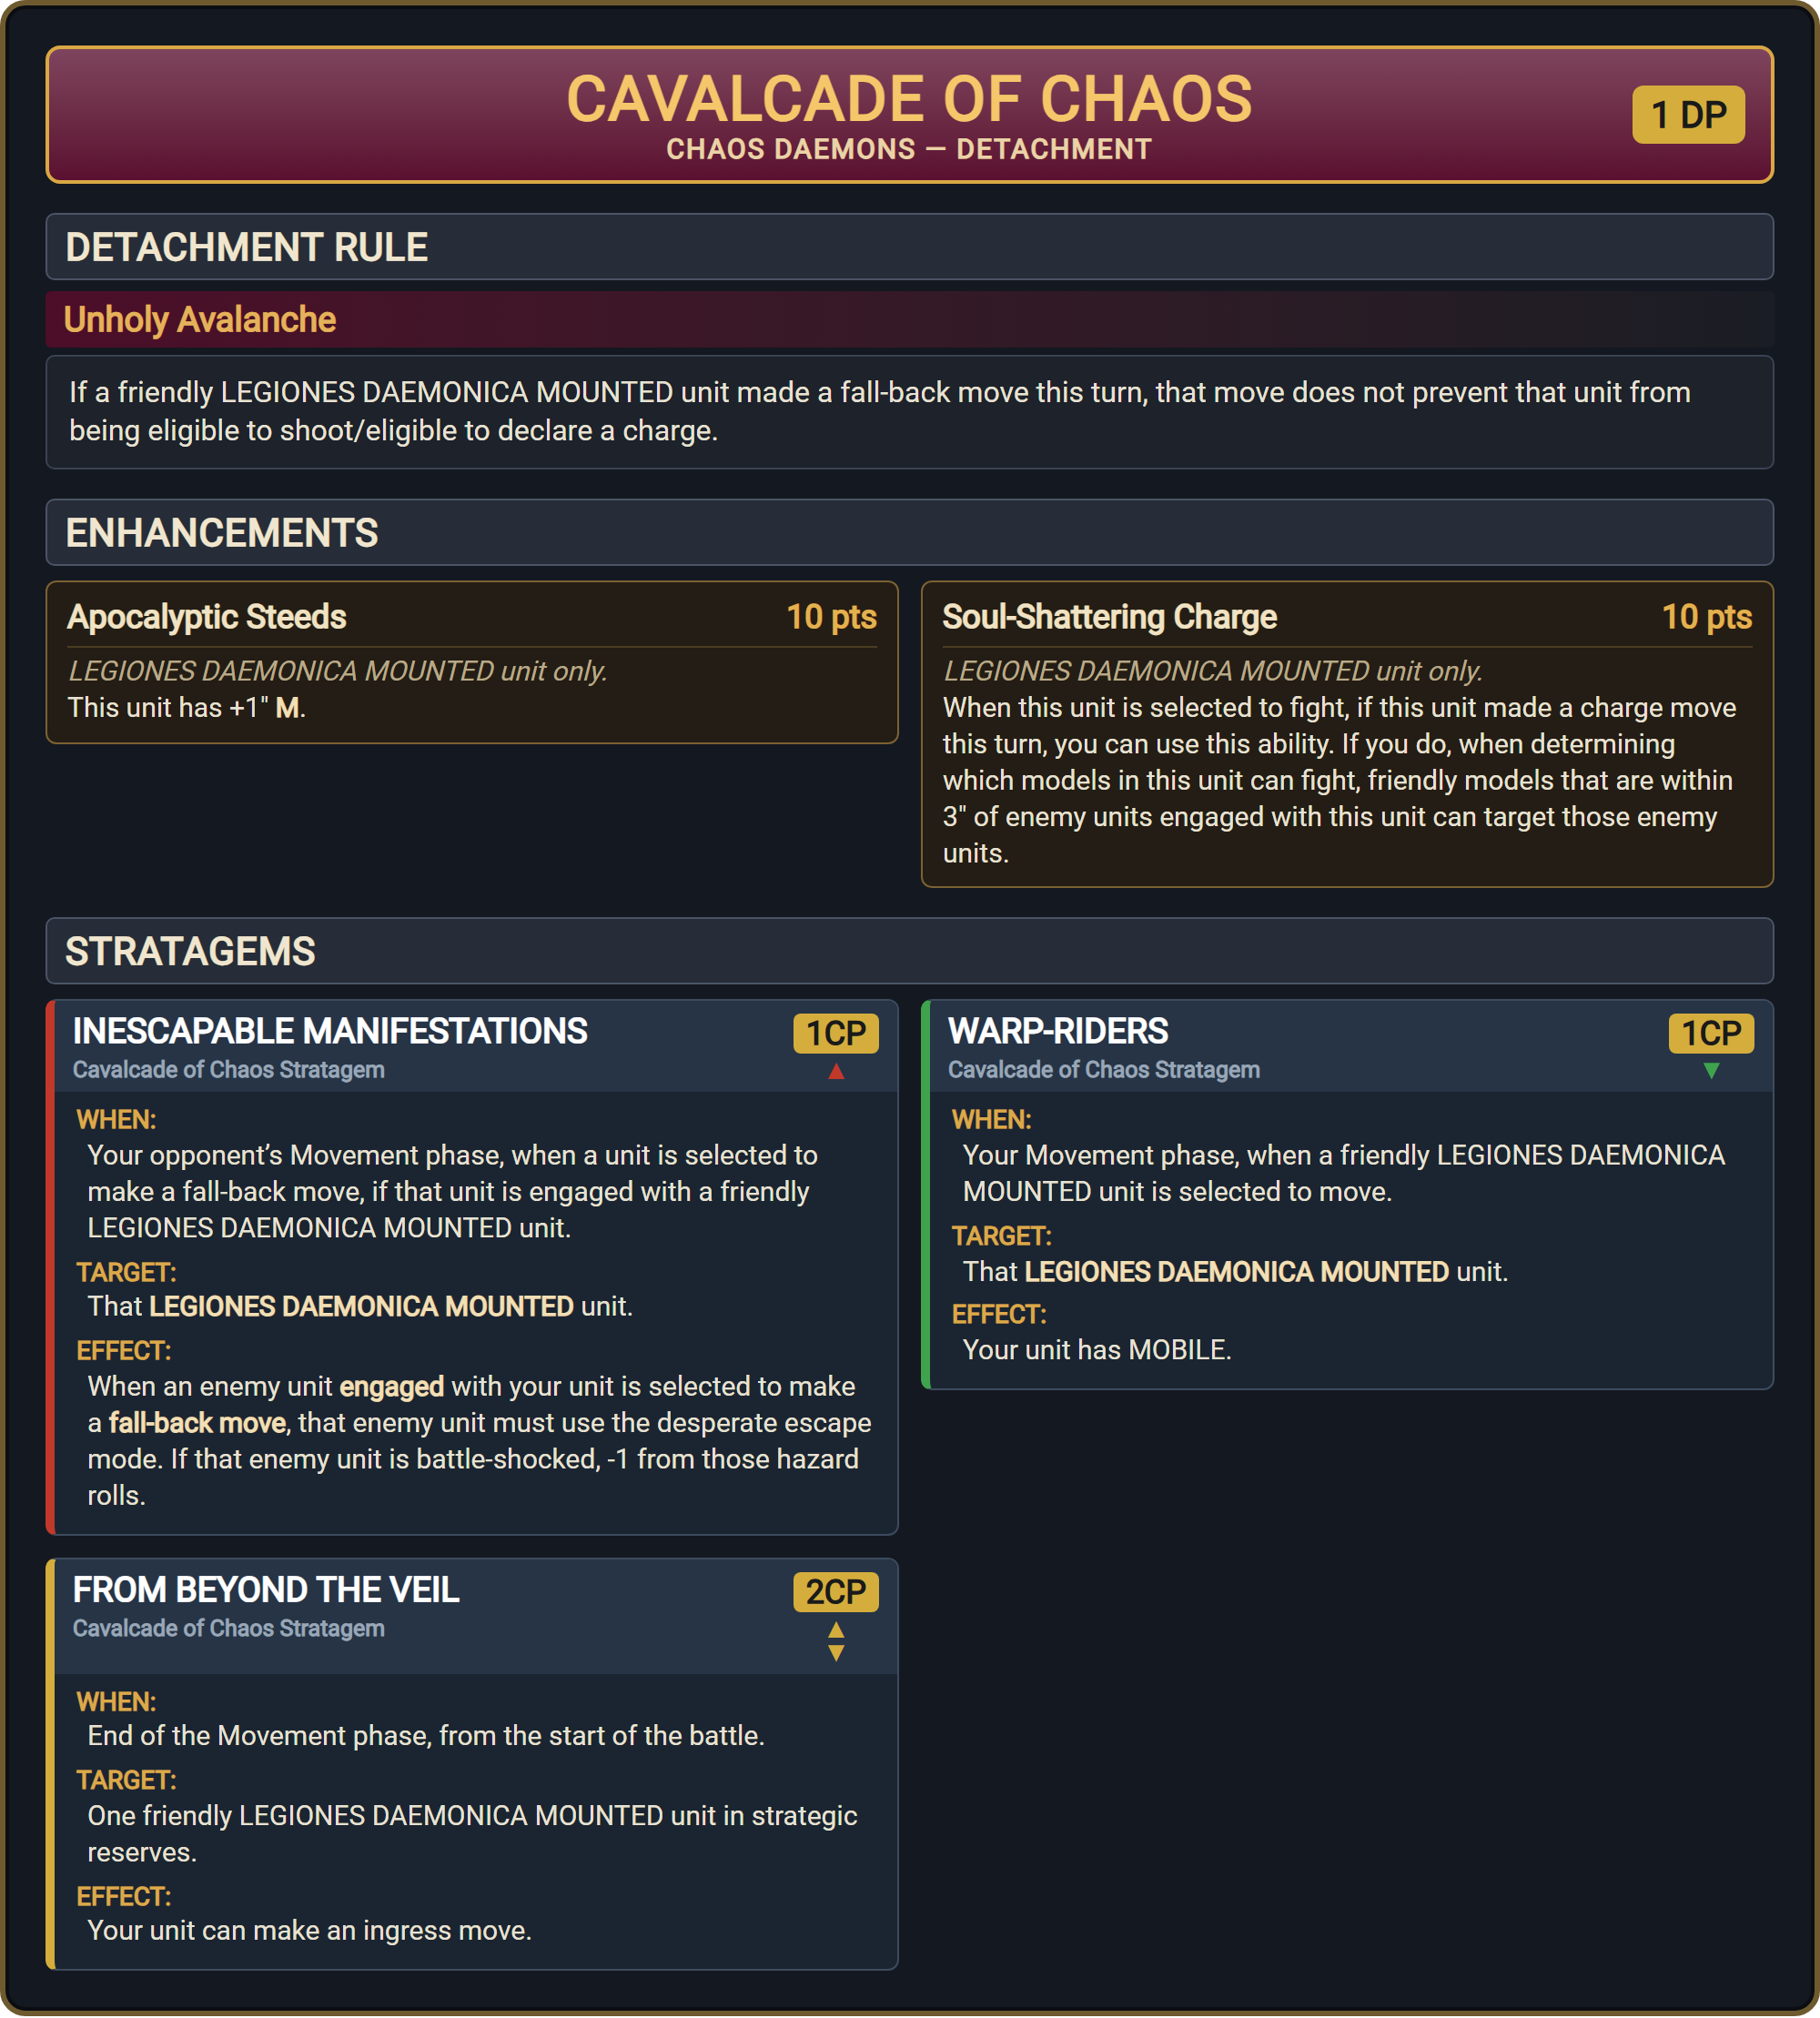 CAVALCADE OF CHAOS
CHAOS DAEMONS — DETACHMENT
1 DP
DETACHMENT RULE
Unholy Avalanche
If a friendly LEGIONES DAEMONICA MOUNTED unit made a fall-back move this turn, that move does not prevent that unit from
being eligible to shoot/eligible to declare a charge.
ENHANCEMENTS
Apocalyptic Steeds
10 pts
LEGIONES DAEMONICA MOUNTED unit only.
This unit has +1" M.
Soul-Shattering Charge
10 pts
LEGIONES DAEMONICA MOUNTED unit only.
When this unit is selected to fight, if this unit made a charge move
this turn, you can use this ability. If you do, when determining
which models in this unit can fight, friendly models that are within
3" of enemy units engaged with this unit can target those enemy
units.
STRATAGEMS
INESCAPABLE MANIFESTATIONS
1CP
Cavalcade of Chaos Stratagem
▲
WHEN:
Your opponent’s Movement phase, when a unit is selected to
make a fall-back move, if that unit is engaged with a friendly
LEGIONES DAEMONICA MOUNTED unit.
TARGET:
That LEGIONES DAEMONICA MOUNTED unit.
EFFECT:
When an enemy unit engaged with your unit is selected to make
a fall-back move, that enemy unit must use the desperate escape
mode. If that enemy unit is battle-shocked, -1 from those hazard
rolls.
WARP-RIDERS
1CP
Cavalcade of Chaos Stratagem
▼
WHEN:
Your Movement phase, when a friendly LEGIONES DAEMONICA
MOUNTED unit is selected to move.
TARGET:
That LEGIONES DAEMONICA MOUNTED unit.
EFFECT:
Your unit has MOBILE.
FROM BEYOND THE VEIL
2CP
Cavalcade of Chaos Stratagem
▲
▼
WHEN:
End of the Movement phase, from the start of the battle.
TARGET:
One friendly LEGIONES DAEMONICA MOUNTED unit in strategic
reserves.
EFFECT:
Your unit can make an ingress move.